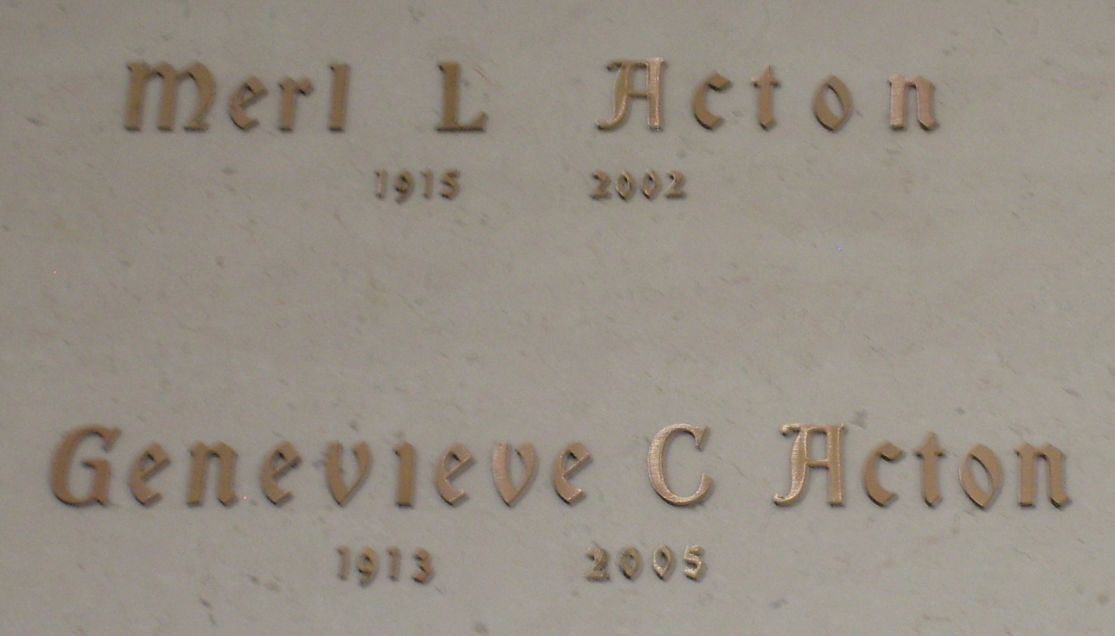 Merl L Acton
1915 2002
Genevieve C Acton
1913 2005